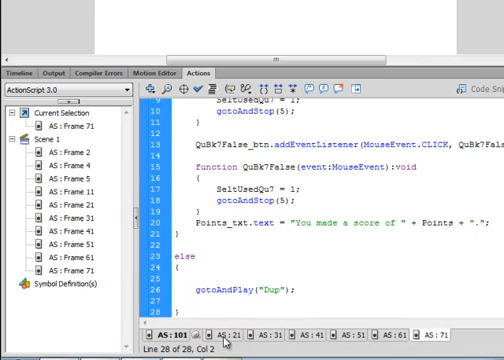 Timeline Output Compiler Errors Motion Editor Actions
ActionScript 3.0
Code Snip
Current Selection
AS : Frame 71
Scene 1
AS : Frame 2
AS : Frame 4
AS : Frame 5
AS : Frame 11
AS : Frame 21
AS : Frame 31
AS : Frame 41
AS : Frame 51
AS : Frame 61
AS : Frame 71
Symbol Definition(s)
9 SeltUsedQu7 = 1;
10 gotoAndStop(5);
11 }
12
13 QuBk7False_btn.addEventListener(MouseEvent.CLICK, QuBk7False
14
15 function QuBk7False(event:MouseEvent):void
16 {
17 SeltUsedQu7 = 1;
18 gotoAndStop(5);
19 }
20 Points_txt.text = "You made a score of " + Points + ".";
21 }
22
23 else
24 {
25
26 gotoAndPlay("Dup");
27
28 }
AS : 101 AS : 21 AS : 31 AS : 41 AS : 51 AS : 61 AS : 71
Line 28 of 28, Col 2